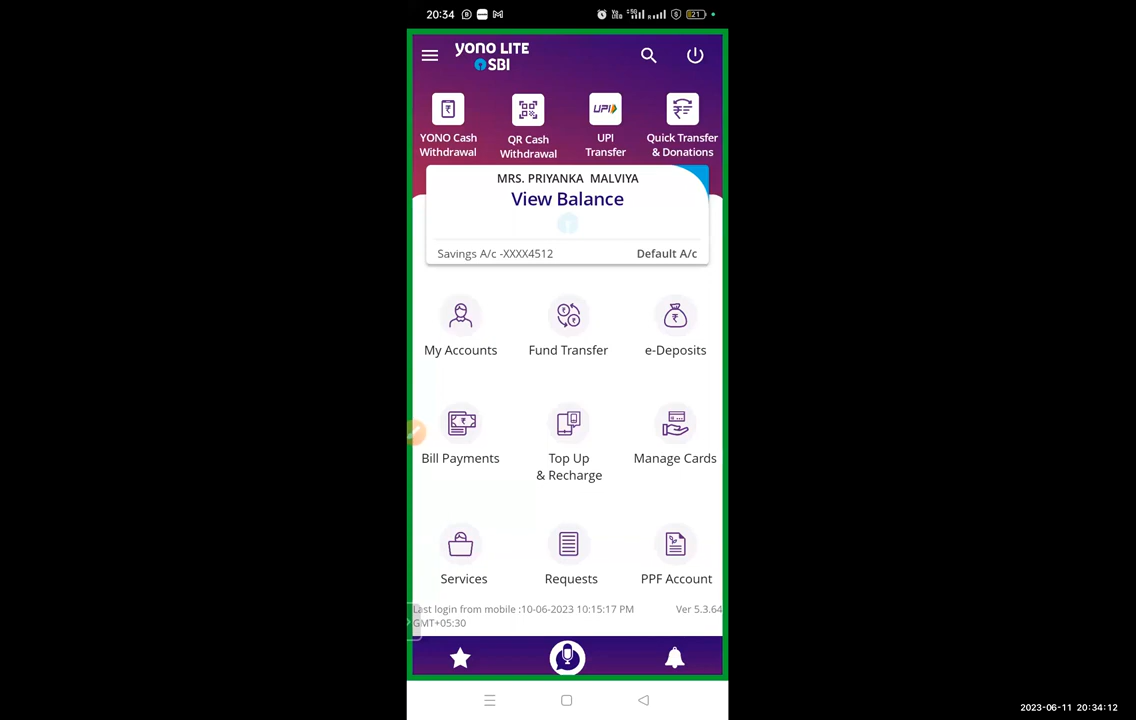 20:34
21
yono LITE
SBI
UPI
YONO Cash
Withdrawal
QR Cash
Withdrawal
UPI
Transfer
Quick Transfer
& Donations
MRS. PRIYANKA MALVIYA
View Balance
Savings A/c -XXXX4512
Default A/c
My Accounts
Fund Transfer
e-Deposits
Bill Payments
Top Up
& Recharge
Manage Cards
Services
Requests
PPF Account
Last login from mobile :10-06-2023 10:15:17 PM
GMT+05:30
Ver 5.3.64
2023-06-11 20:34:12